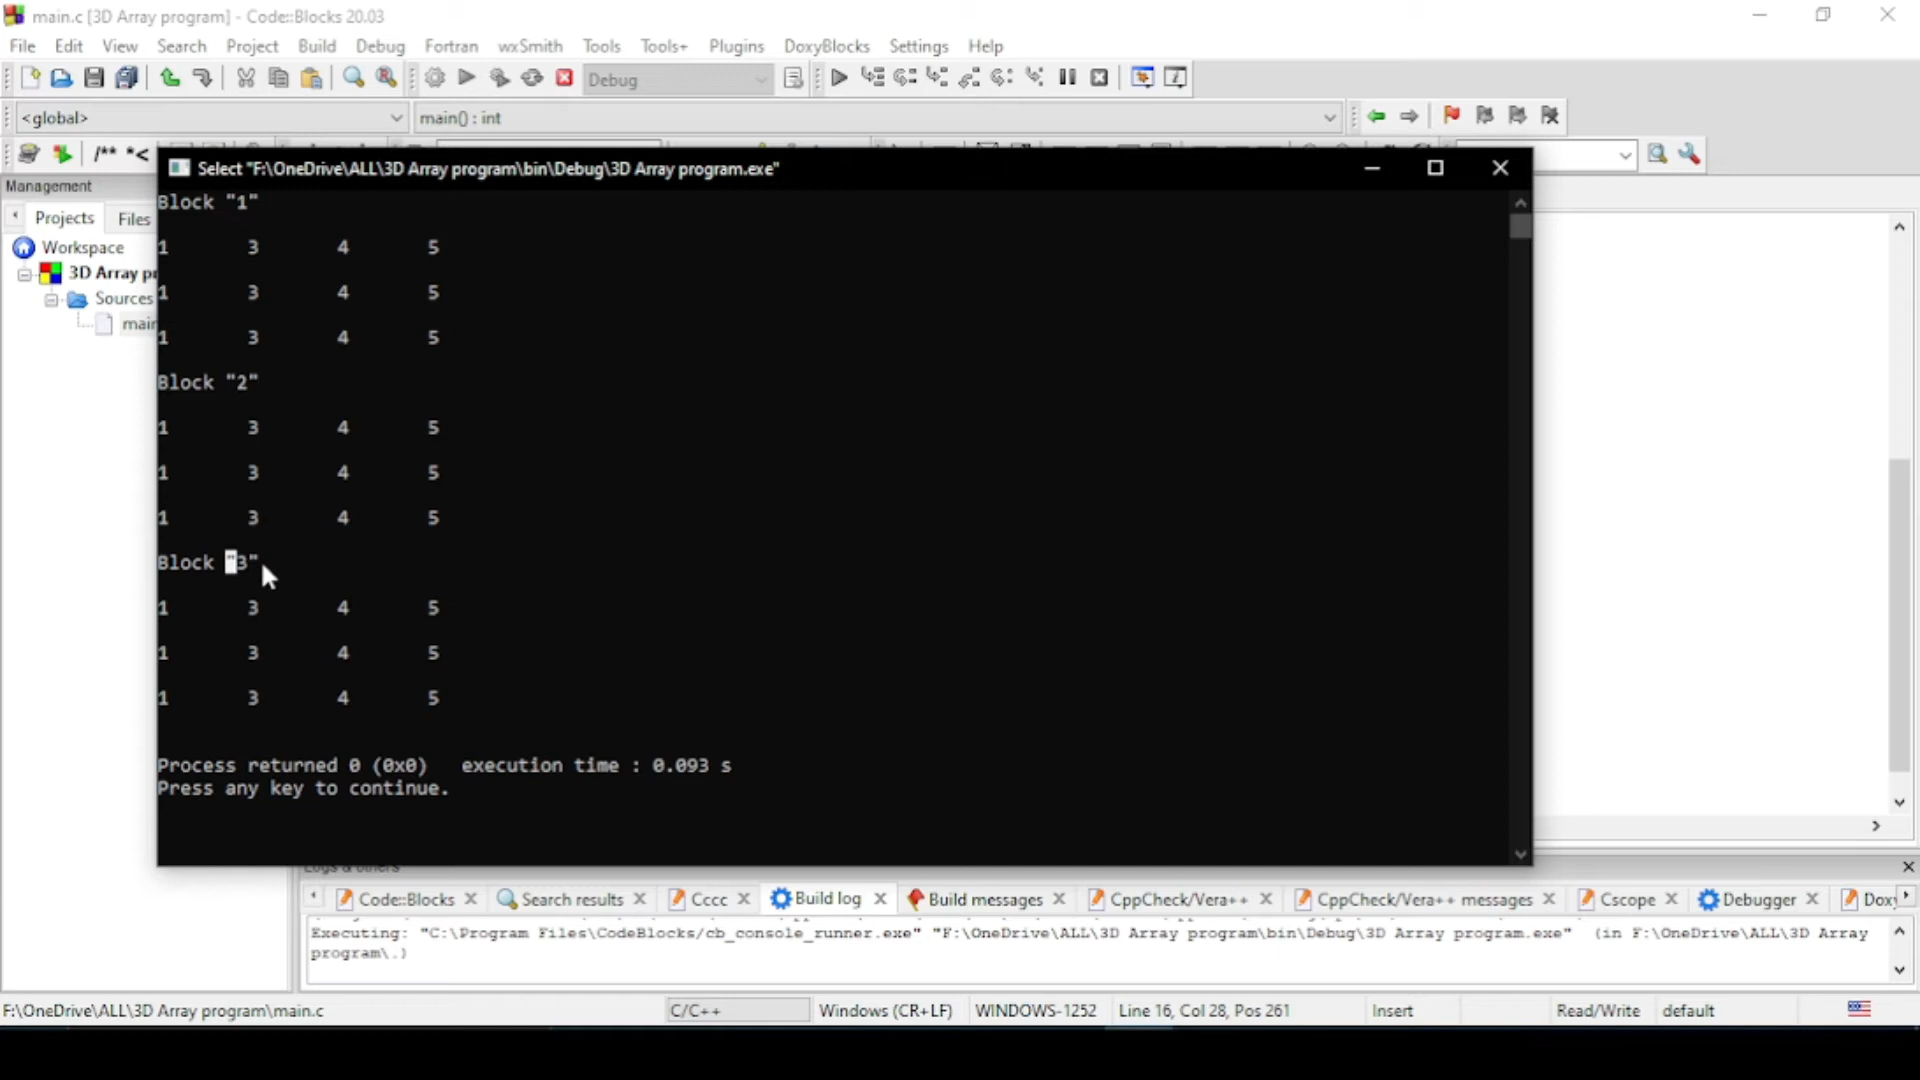 main.c [3D Array program] - Code::Blocks 20.03
File Edit View Search Project Build Debug Fortran wxSmith Tools Tools+ Plugins DoxyBlocks Settings Help
Debug
<global> main() : int
/** *<
Select "F:\OneDrive\ALL\3D Array program\bin\Debug\3D Array program.exe"
Management
Projects Files
Workspace
3D Array pr
Sources
main
Block "1"
1 3 4 5
1 3 4 5
1 3 4 5
Block "2"
1 3 4 5
1 3 4 5
1 3 4 5
Block "3"
1 3 4 5
1 3 4 5
1 3 4 5
Process returned 0 (0x0) execution time : 0.093 s
Press any key to continue.
Logs & others
Code::Blocks Search results Cccc Build log Build messages CppCheck/Vera++ CppCheck/Vera++ messages Cscope Debugger Doxy
Executing: "C:\Program Files\CodeBlocks/cb_console_runner.exe" "F:\OneDrive\ALL\3D Array program\bin\Debug\3D Array program.exe" (in F:\OneDrive\ALL\3D Array
program\.)
F:\OneDrive\ALL\3D Array program\main.c C/C++ Windows (CR+LF) WINDOWS-1252 Line 16, Col 28, Pos 261 Insert Read/Write default